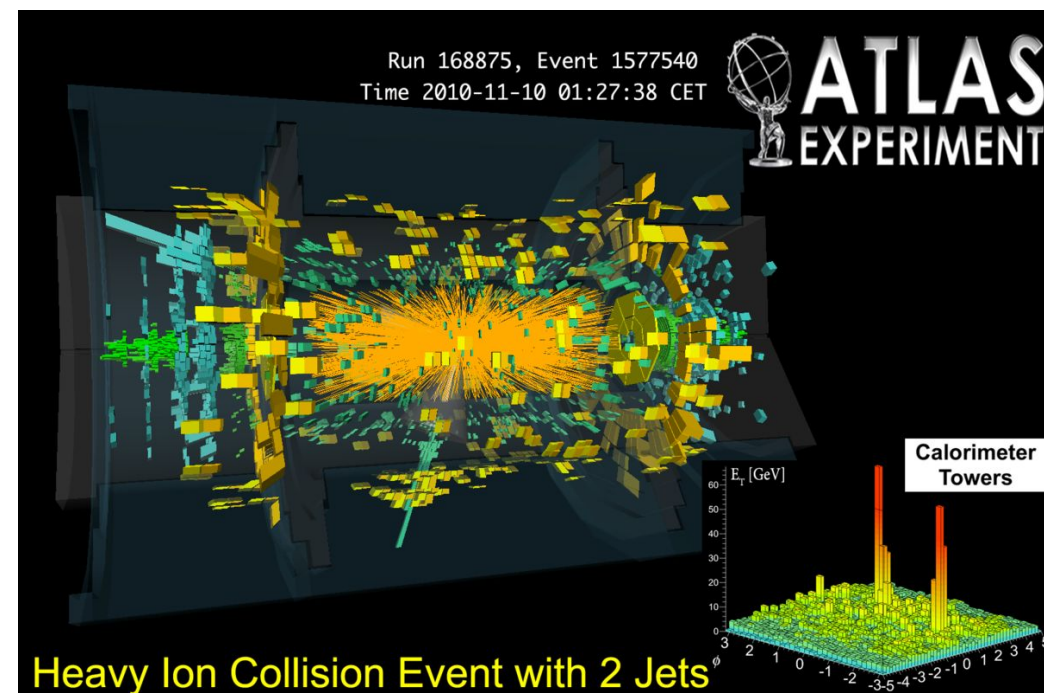 Run 168875, Event 1577540
Time 2010-11-10 01:27:38 CET
ATLAS
EXPERIMENT
Calorimeter
Towers
E_T [GeV]
60
50
40
30
20
10
0
3 2 1 0 -1 -2 -3
-5 -4 -3 -2 -1 0 1 2 3 4 5
ϕ
Heavy Ion Collision Event with 2 Jets